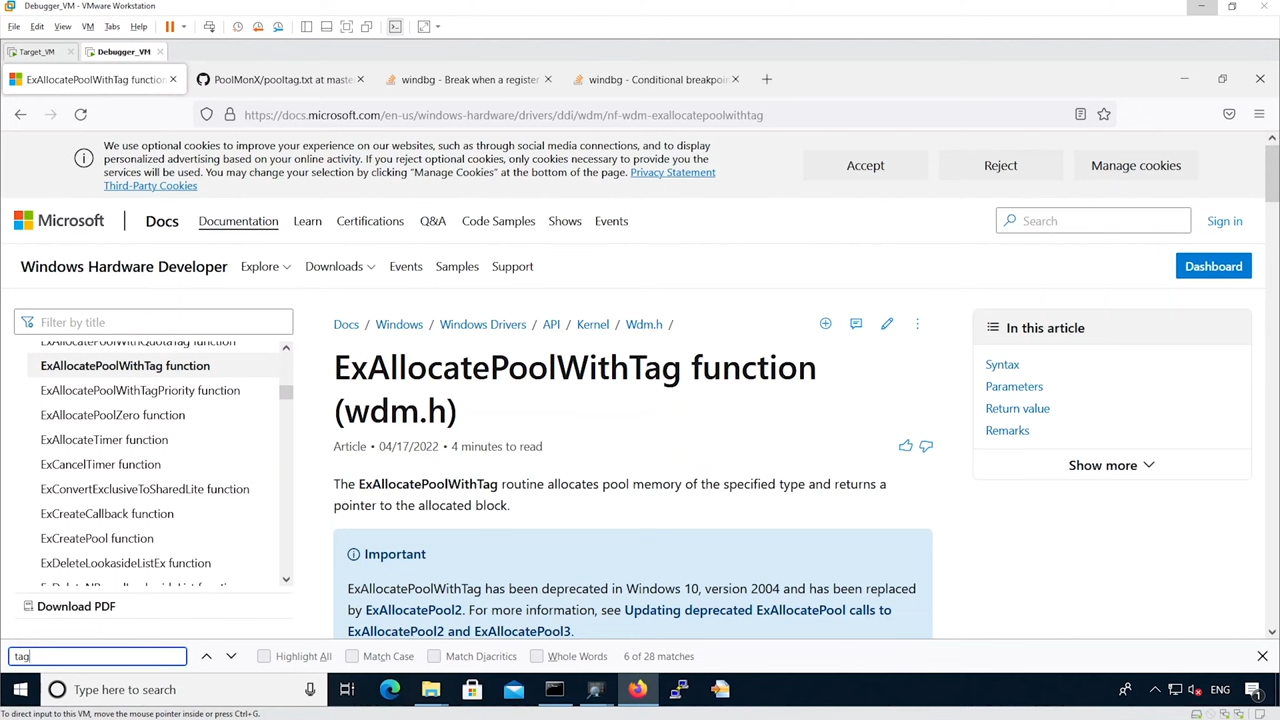 Debugger_VM - VMware Workstation
File Edit View VM Tabs Help
Target_VM Debugger_VM
ExAllocatePoolWithTag function PoolMonX/pooltag.txt at maste windbg - Break when a register windbg - Conditional breakpoi
https://docs.microsoft.com/en-us/windows-hardware/drivers/ddi/wdm/nf-wdm-exallocatepoolwithtag
We use optional cookies to improve your experience on our websites, such as through social media connections, and to display
personalized advertising based on your online activity. If you reject optional cookies, only cookies necessary to provide you the
services will be used. You may change your selection by clicking "Manage Cookies" at the bottom of the page. Privacy Statement
Third-Party Cookies
Accept Reject Manage cookies
Microsoft Docs Documentation Learn Certifications Q&A Code Samples Shows Events Search Sign in
Windows Hardware Developer Explore Downloads Events Samples Support Dashboard
Filter by title
ExAllocatePoolWithQuotaTag function
ExAllocatePoolWithTag function
ExAllocatePoolWithTagPriority function
ExAllocatePoolZero function
ExAllocateTimer function
ExCancelTimer function
ExConvertExclusiveToSharedLite function
ExCreateCallback function
ExCreatePool function
ExDeleteLookasideListEx function
Download PDF
Docs / Windows / Windows Drivers / API / Kernel / Wdm.h /
ExAllocatePoolWithTag function
(wdm.h)
Article • 04/17/2022 • 4 minutes to read
The ExAllocatePoolWithTag routine allocates pool memory of the specified type and returns a
pointer to the allocated block.
Important
ExAllocatePoolWithTag has been deprecated in Windows 10, version 2004 and has been replaced
by ExAllocatePool2. For more information, see Updating deprecated ExAllocatePool calls to
ExAllocatePool2 and ExAllocatePool3.
In this article
Syntax
Parameters
Return value
Remarks
Show more
tag Highlight All Match Case Match Diacritics Whole Words 6 of 28 matches
Type here to search ENG 1
To direct input to this VM, move the mouse pointer inside or press Ctrl+G.